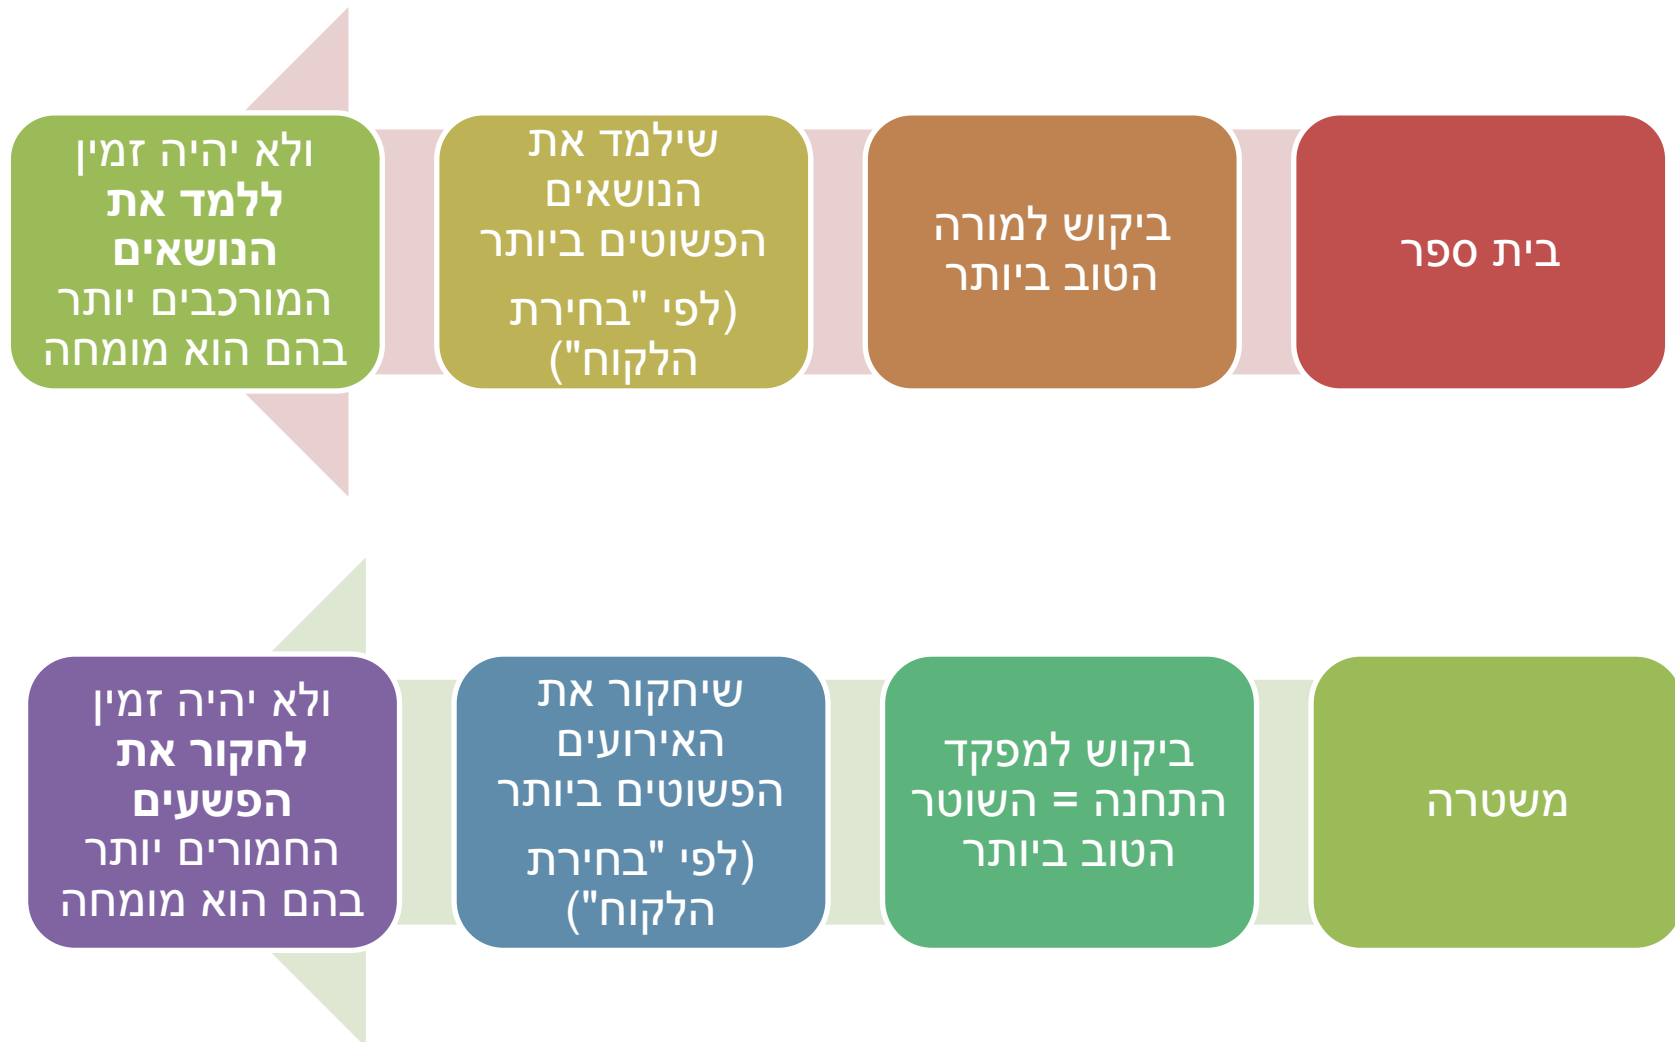 בית ספר
ביקוש למורה
הטוב ביותר
שילמד את
הנושאים
הפשוטים ביותר
(לפי "בחירת
הלקוח")
ולא יהיה זמין
ללמד את
הנושאים
המורכבים יותר
בהם הוא מומחה
משטרה
ביקוש למפקד
התחנה = השוטר
הטוב ביותר
שיחקור את
האירועים
הפשוטים ביותר
(לפי "בחירת
הלקוח")
ולא יהיה זמין
לחקור את
הפשעים
החמורים יותר
בהם הוא מומחה